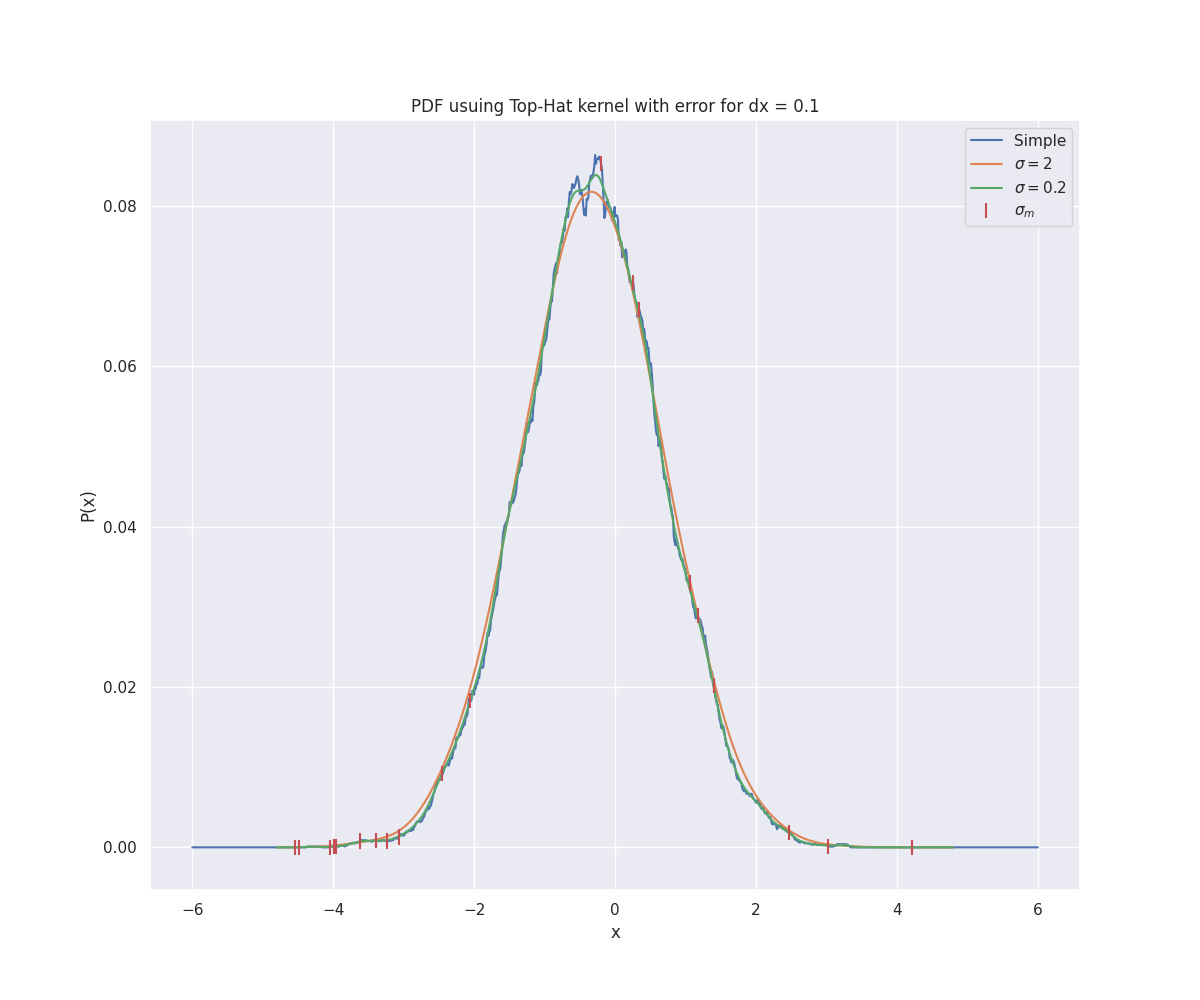 PDF usuing Top-Hat kernel with error for dx = 0.1
Simple
σ = 2
σ = 0.2
σₘ
P(x)
0.08
0.06
0.04
0.02
0.00
−6
−4
−2
0
2
4
6
x